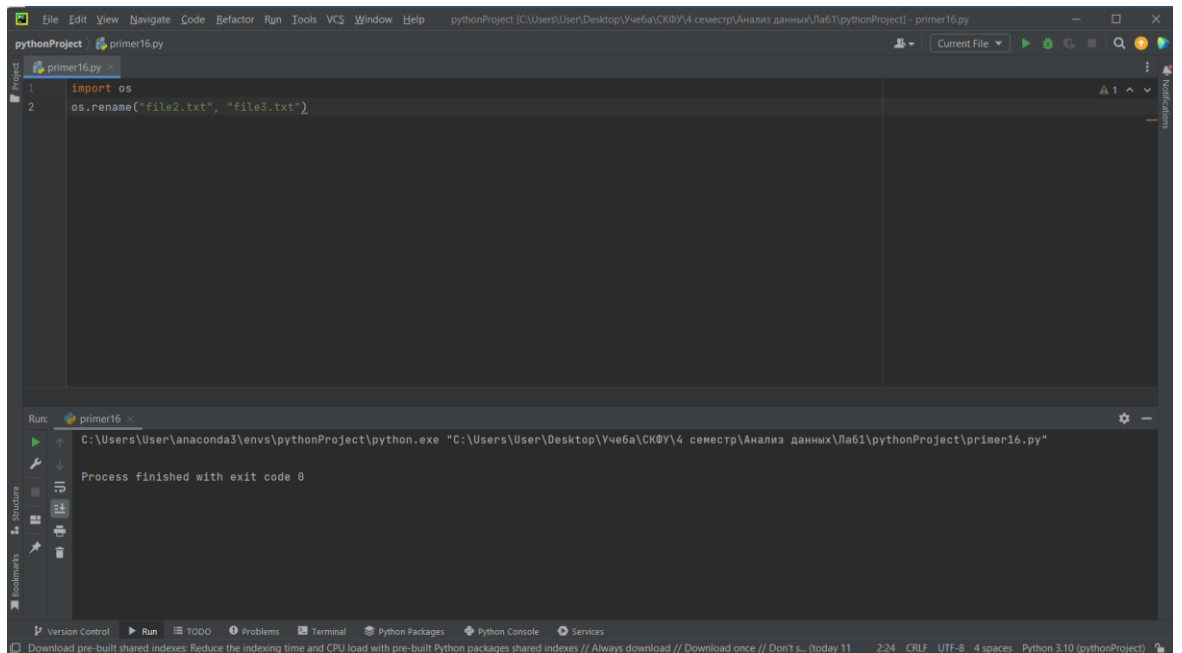 File Edit View Navigate Code Refactor Run Tools VCS Window Help pythonProject [C:\Users\User\Desktop\Учеба\СКФУ\4 семестр\Анализ данных\Лаб1\pythonProject] - primer16.py
pythonProject primer16.py Current File
Project
primer16.py
Notifications
1 import os
1
2 os.rename("file2.txt", "file3.txt")
Run: primer16
C:\Users\User\anaconda3\envs\pythonProject\python.exe "C:\Users\User\Desktop\Учеба\СКФУ\4 семестр\Анализ данных\Лаб1\pythonProject\primer16.py"
Process finished with exit code 0
Structure
Bookmarks
Version Control Run TODO Problems Terminal Python Packages Python Console Services
Download pre-built shared indexes: Reduce the indexing time and CPU load with pre-built Python packages shared indexes // Always download // Download once // Don't s... (today 11 2:24 CRLF UTF-8 4 spaces Python 3.10 (pythonProject)